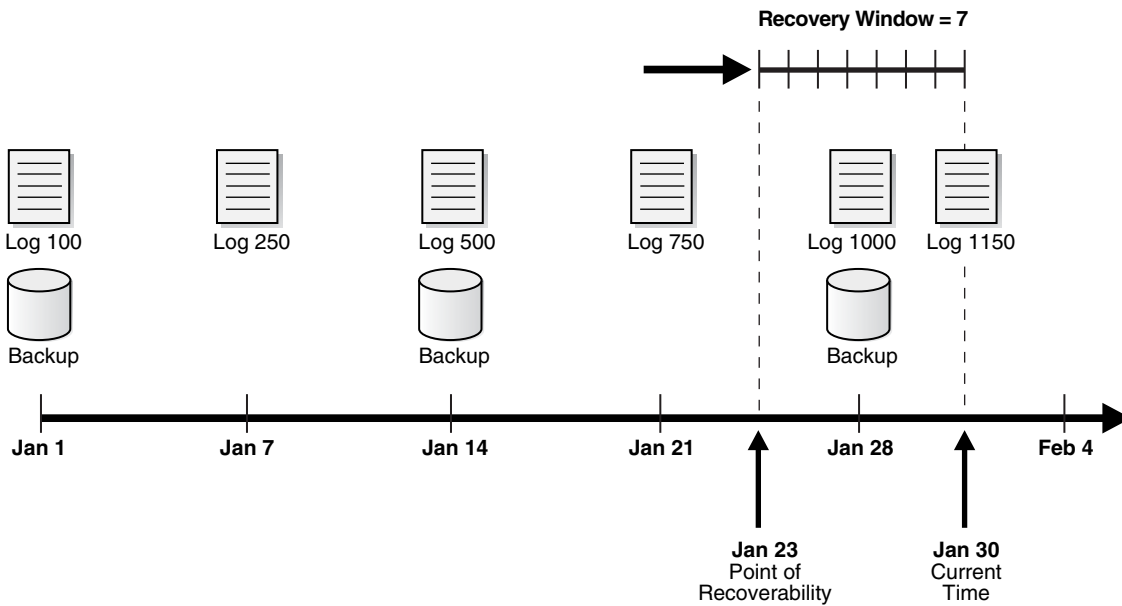 Recovery Window = 7
Log 100
Log 250
Log 500
Log 750
Log 1000
Log 1150
Backup
Backup
Backup
Jan 1
Jan 7
Jan 14
Jan 21
Jan 28
Feb 4
Jan 23
Point of
Recoverability
Jan 30
Current
Time